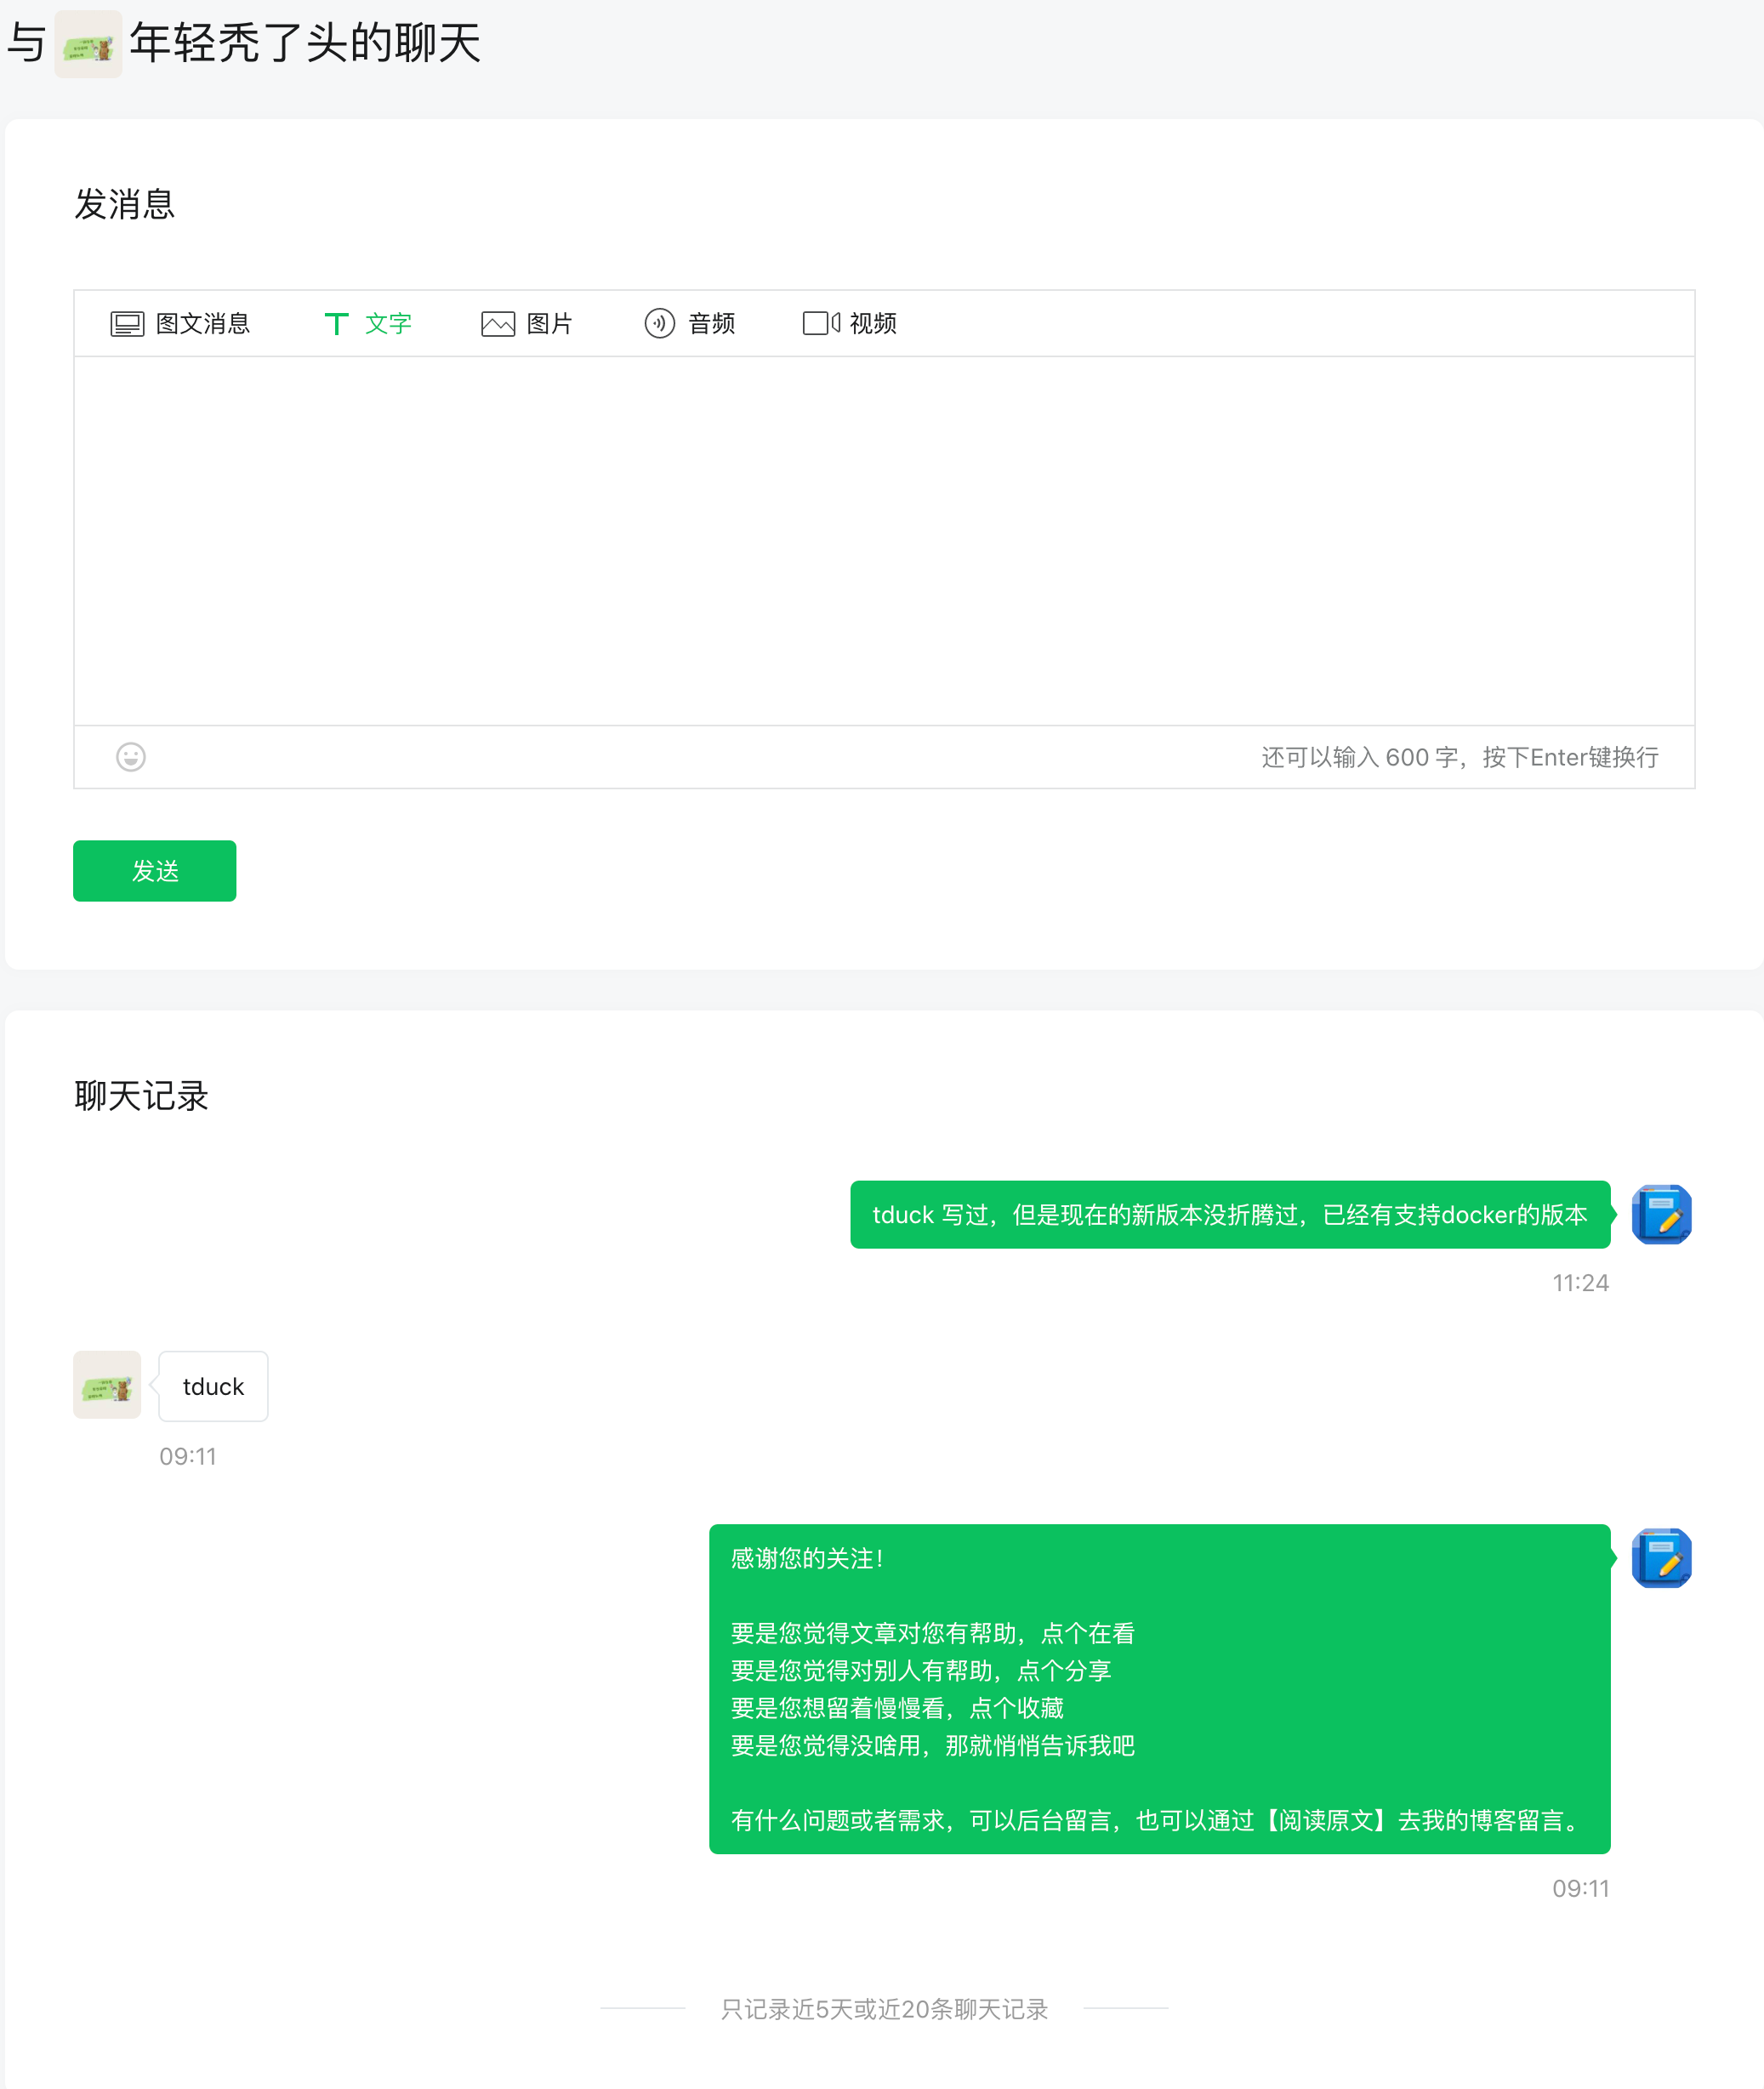 与 年轻秃了头的聊天
发消息
图文消息 文字 图片 音频 视频
还可以输入 600 字，按下Enter键换行
发送
聊天记录
tduck 写过，但是现在的新版本没折腾过，已经有支持docker的版本
11:24
tduck
09:11
感谢您的关注！
要是您觉得文章对您有帮助，点个在看
要是您觉得对别人有帮助，点个分享
要是您想留着慢慢看，点个收藏
要是您觉得没啥用，那就悄悄告诉我吧
有什么问题或者需求，可以后台留言，也可以通过【阅读原文】去我的博客留言。
09:11
只记录近5天或近20条聊天记录